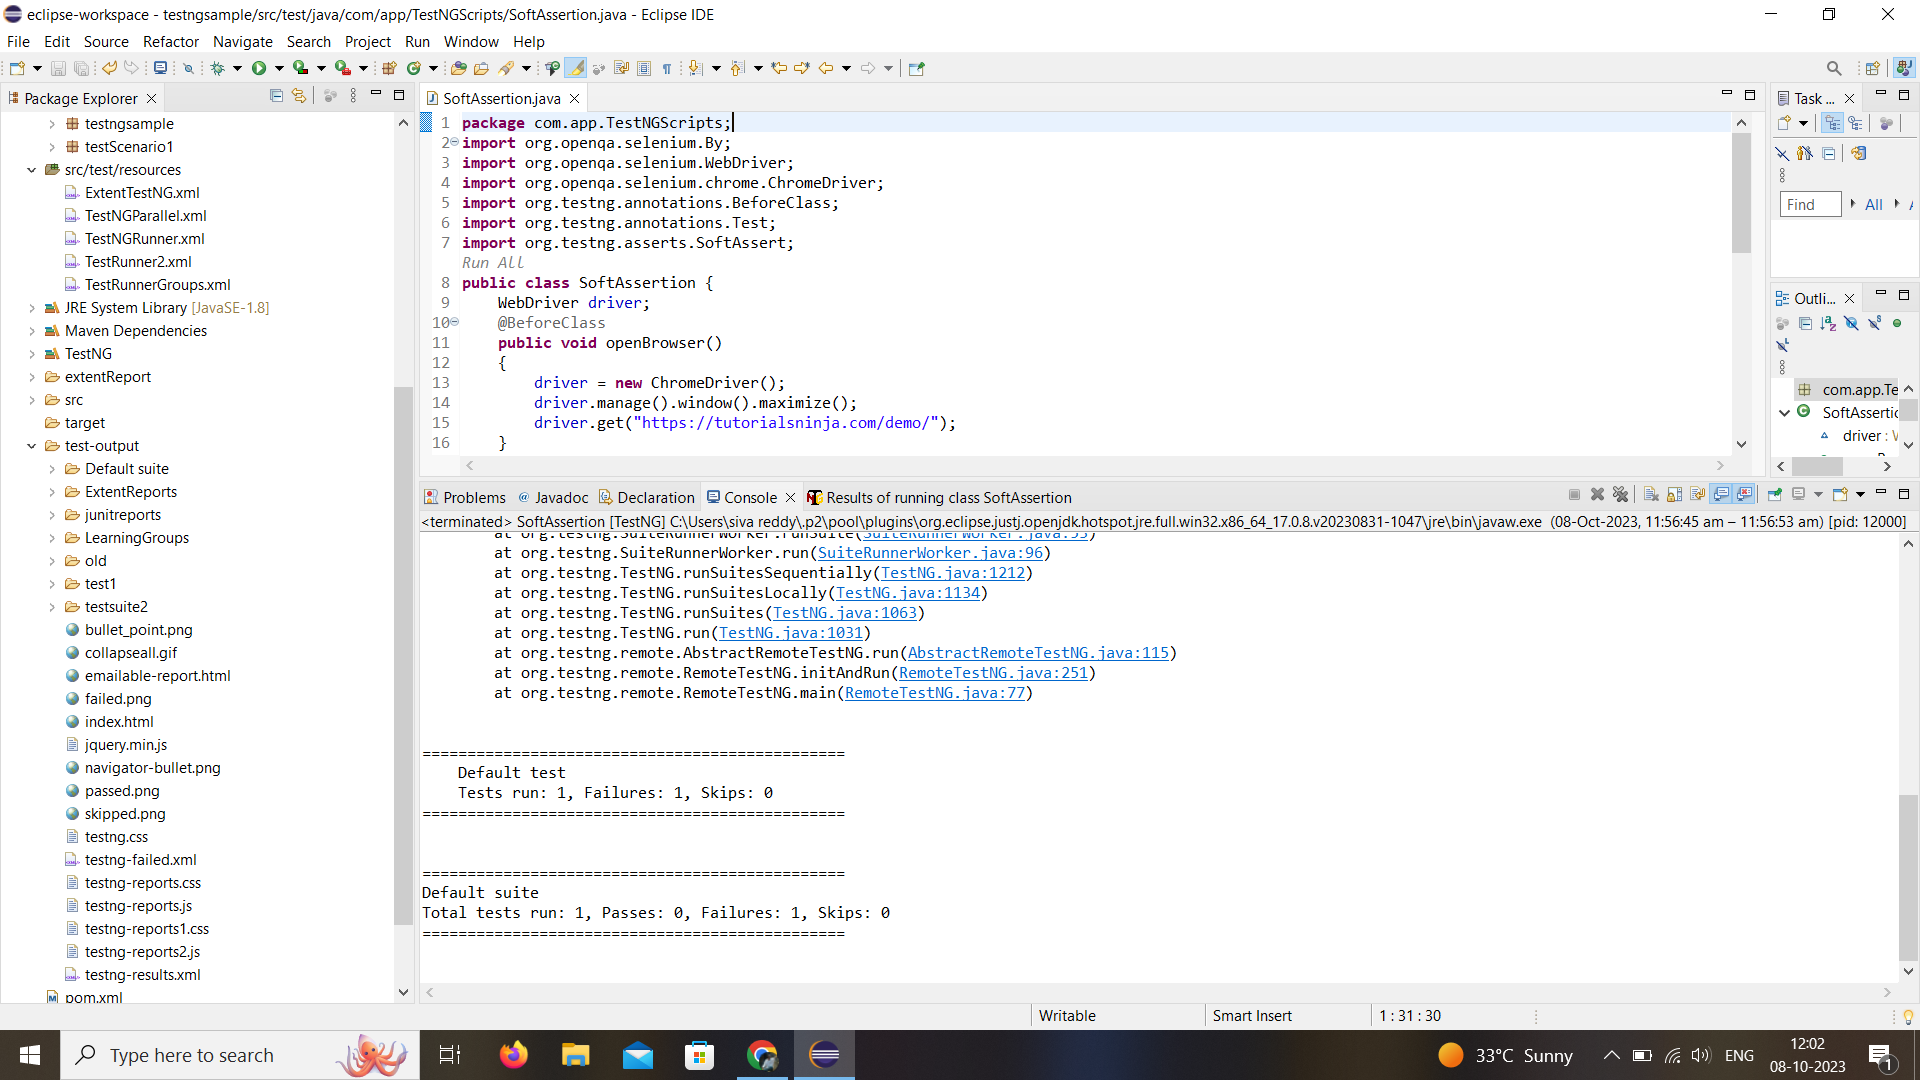 eclipse-workspace - testngsample/src/test/java/com/app/TestNGScripts/SoftAssertion.java - Eclipse IDE
File Edit Source Refactor Navigate Search Project Run Window Help
Package Explorer
testngsample
testScenario1
src/test/resources
ExtentTestNG.xml
TestNGParallel.xml
TestNGRunner.xml
TestRunner2.xml
TestRunnerGroups.xml
JRE System Library [JavaSE-1.8]
Maven Dependencies
TestNG
extentReport
src
target
test-output
Default suite
ExtentReports
junitreports
LearningGroups
old
test1
testsuite2
bullet_point.png
collapseall.gif
emailable-report.html
failed.png
index.html
jquery.min.js
navigator-bullet.png
passed.png
skipped.png
testng.css
testng-failed.xml
testng-reports.css
testng-reports.js
testng-reports1.css
testng-reports2.js
testng-results.xml
pom.xml
SoftAssertion.java
1 package com.app.TestNGScripts;
2 import org.openqa.selenium.By;
3 import org.openqa.selenium.WebDriver;
4 import org.openqa.selenium.chrome.ChromeDriver;
5 import org.testng.annotations.BeforeClass;
6 import org.testng.annotations.Test;
7 import org.testng.asserts.SoftAssert;
Run All
8 public class SoftAssertion {
9 WebDriver driver;
10 @BeforeClass
11 public void openBrowser()
12 {
13 driver = new ChromeDriver();
14 driver.manage().window().maximize();
15 driver.get("https://tutorialsninja.com/demo/");
16 }
Task ...
Find All
Outli...
com.app.Te
SoftAssertic
driver :
Problems Javadoc Declaration Console Results of running class SoftAssertion
<terminated> SoftAssertion [TestNG] C:\Users\siva reddy\.p2\pool\plugins\org.eclipse.justj.openjdk.hotspot.jre.full.win32.x86_64_17.0.8.v20230831-1047\jre\bin\javaw.exe (08-Oct-2023, 11:56:45 am – 11:56:53 am) [pid: 12000]
at org.testng.SuiteRunnerWorker.runSuite(SuiteRunnerWorker.java:55)
at org.testng.SuiteRunnerWorker.run(SuiteRunnerWorker.java:96)
at org.testng.TestNG.runSuitesSequentially(TestNG.java:1212)
at org.testng.TestNG.runSuitesLocally(TestNG.java:1134)
at org.testng.TestNG.runSuites(TestNG.java:1063)
at org.testng.TestNG.run(TestNG.java:1031)
at org.testng.remote.AbstractRemoteTestNG.run(AbstractRemoteTestNG.java:115)
at org.testng.remote.RemoteTestNG.initAndRun(RemoteTestNG.java:251)
at org.testng.remote.RemoteTestNG.main(RemoteTestNG.java:77)
===============================================
Default test
Tests run: 1, Failures: 1, Skips: 0
===============================================
===============================================
Default suite
Total tests run: 1, Passes: 0, Failures: 1, Skips: 0
===============================================
Writable Smart Insert 1 : 31 : 30
Type here to search
33°C Sunny
ENG
12:02
08-10-2023
1